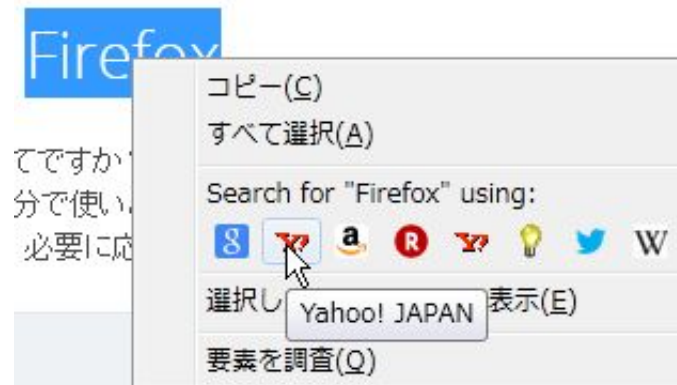 Firefox
コピー(C)
すべて選択(A)
てですか
分で使い
必要に応
Search for "Firefox" using:
選択し
表示(E)
Yahoo! JAPAN
要素を調査(Q)